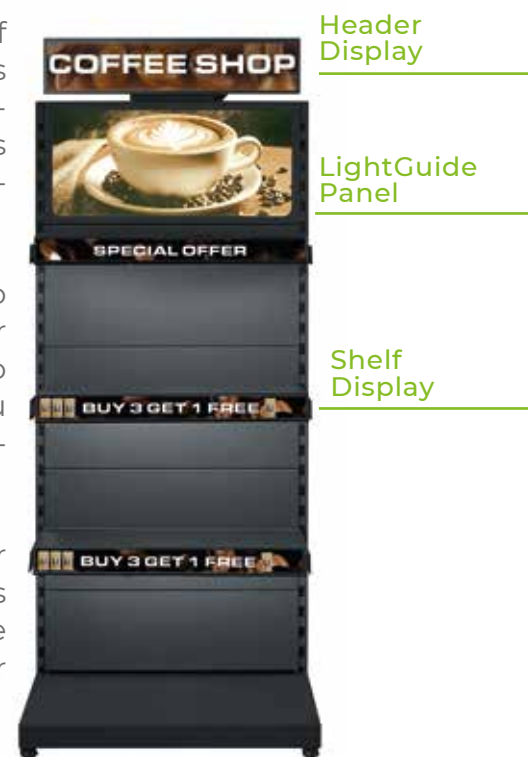 COFFEE SHOP
Header
Display
LightGuide
Panel
SPECIAL OFFER
Shelf
Display
BUY 3 GET 1 FREE
BUY 3 GET 1 FREE